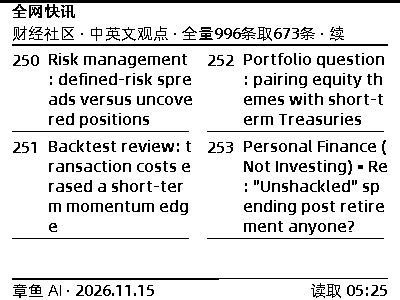 全网快讯
财经社区 · 中英文观点 · 全量996条取673条 · 续
250 Risk management
: defined-risk spre
ads versus uncove
red positions
251 Backtest review: t
ransaction costs e
rased a short-ter
m momentum edg
e
252 Portfolio question
: pairing equity th
emes with short-t
erm Treasuries
253 Personal Finance (
Not Investing) • Re
: "Unshackled" sp
ending post retire
ment anyone?
章鱼 AI · 2026.11.15
读取 05:25